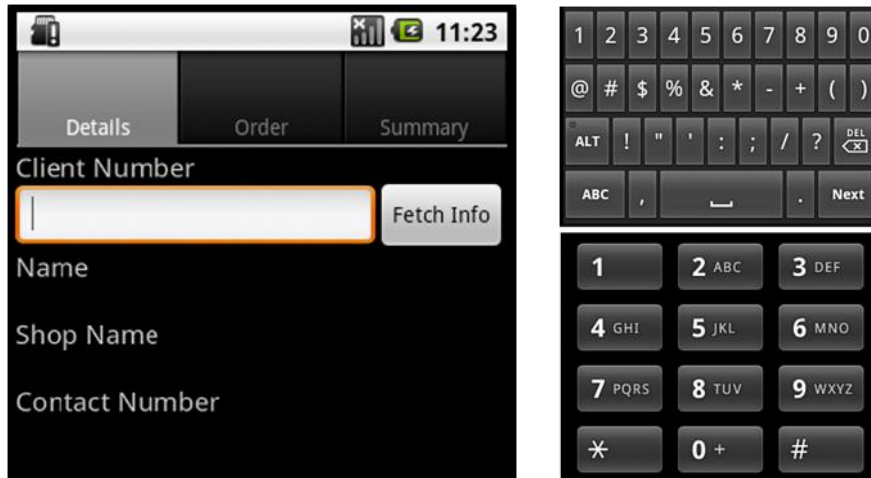 11:23
Details Order Summary
Client Number
Fetch Info
Name
Shop Name
Contact Number
1 2 3 4 5 6 7 8 9 0
@ # $ % & * - + ( )
ALT ! " ' : ; / ? DEL
ABC , . Next
1 2 ABC 3 DEF
4 GHI 5 JKL 6 MNO
7 PQRS 8 TUV 9 WXYZ
* 0 + #